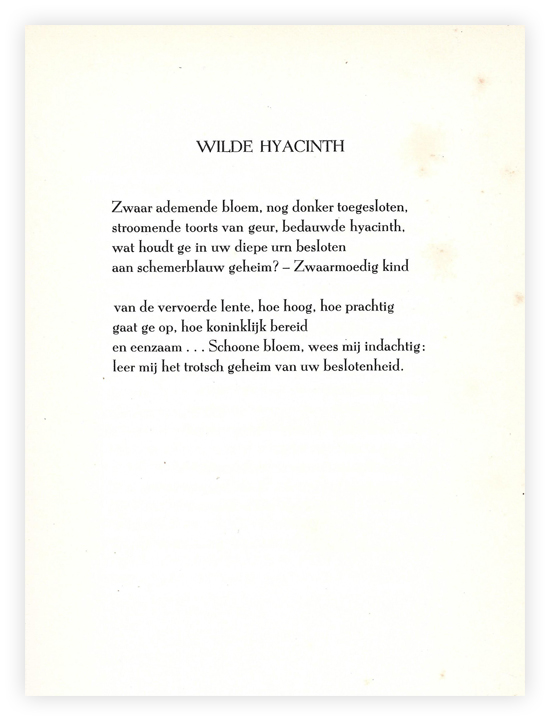 WILDE HYACINTH
Zwaar ademende bloem, nog donker toegesloten,
stroomende toorts van geur, bedauwde hyacinth,
wat houdt ge in uw diepe urn besloten
aan schemerblauw geheim? – Zwaarmoedig kind
van de vervoerde lente, hoe hoog, hoe prachtig
gaat ge op, hoe koninklijk bereid
en eenzaam . . . Schoone bloem, wees mij indachtig:
leer mij het trotsch geheim van uw beslotenheid.